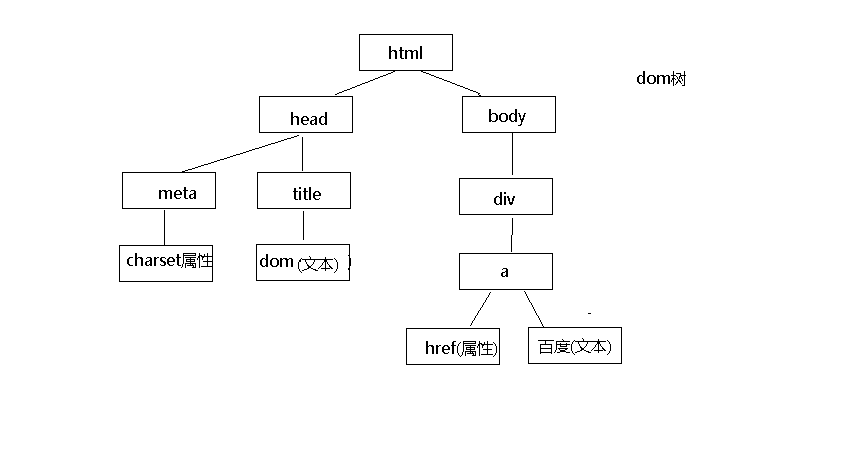 html
dom树
head
body
meta
title
div
charset属性
dom(文本)
a
href(属性)
百度(文本)